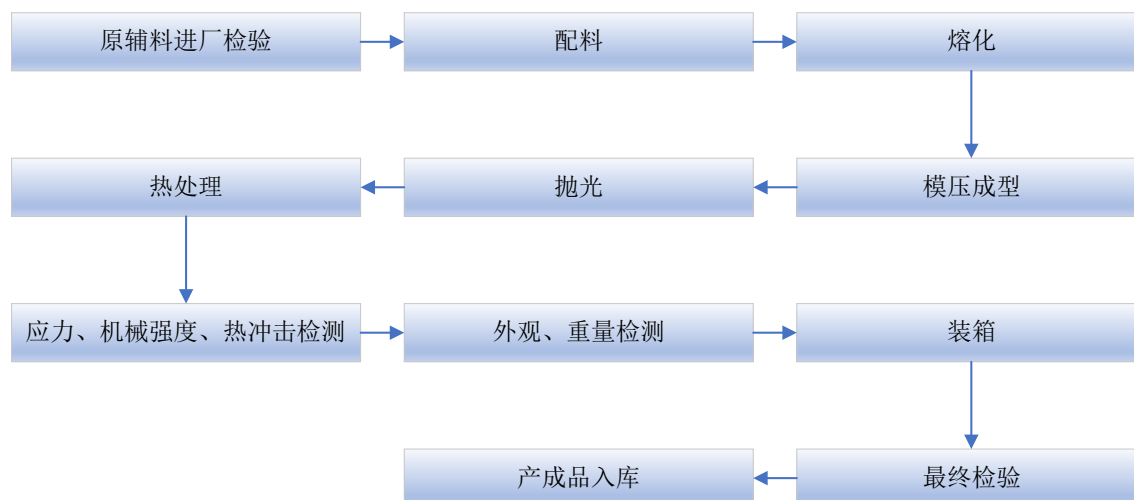 原辅料进厂检验
配料
熔化
模压成型
抛光
热处理
应力、机械强度、热冲击检测
外观、重量检测
装箱
最终检验
产成品入库